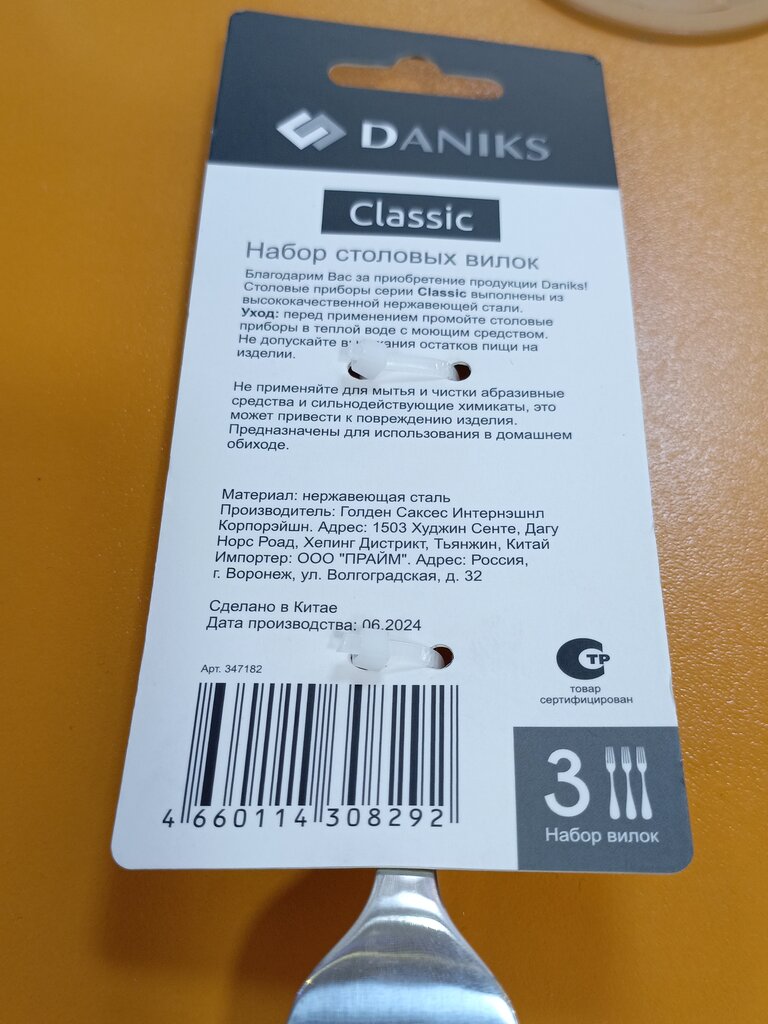 DANIKS
Classic
Набор столовых вилок
Благодарим Вас за приобретение продукции Daniks!
Столовые приборы серии Classic выполнены из
высококачественной нержавеющей стали.
Уход: перед применением промойте столовые
приборы в теплой воде с моющим средством.
Не допускайте остатков пищи на
изделии.
Не применяйте для мытья и чистки абразивные
средства и сильнодействующие химикаты, это
может привести к повреждению изделия.
Предназначены для использования в домашнем
обиходе.
Материал: нержавеющая сталь
Производитель: Голден Саксес Интернэшнл
Корпорэйшн. Адрес: 1503 Худжин Сенте, Дагу
Норс Роад, Хепинг Дистрикт, Тьянжин, Китай
Импортер: ООО "ПРАЙМ". Адрес: Россия,
г. Воронеж, ул. Волгоградская, д. 32
Сделано в Китае
Дата производства: 06.2024
Арт. 347182
4 660114 308292
СТР
товар
сертифицирован
3
Набор вилок